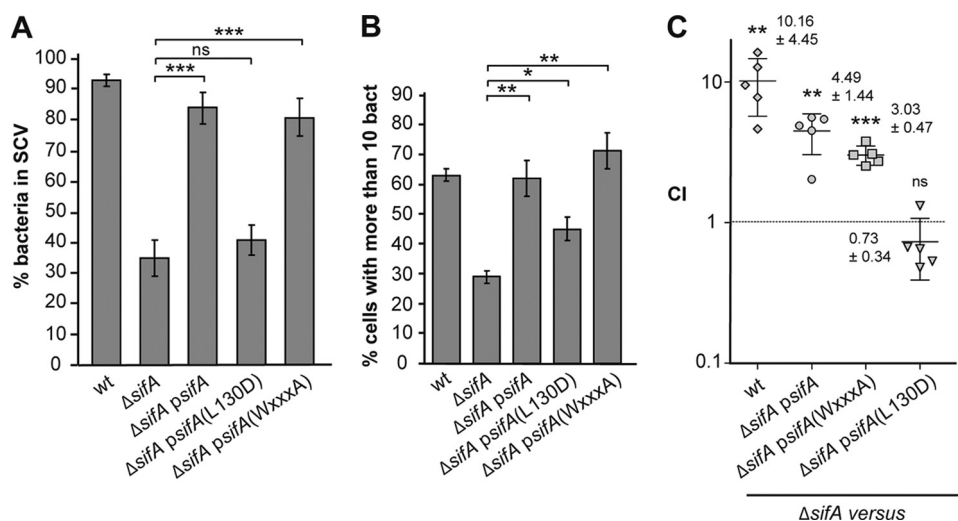 A
% bacteria in SCV
100
90
80
70
60
50
40
30
20
10
0
***
ns
***
wt
ΔsifA
ΔsifA psifA
ΔsifA psifA(L130D)
ΔsifA psifA(WxxxA)
B
% cells with more than 10 bact
90
80
70
60
50
40
30
20
10
0
**
*
**
wt
ΔsifA
ΔsifA psifA
ΔsifA psifA(L130D)
ΔsifA psifA(WxxxA)
C
CI
10
1
0.1
**
10.16
± 4.45
**
4.49
± 1.44
***
3.03
± 0.47
ns
0.73
± 0.34
wt
ΔsifA psifA
ΔsifA psifA(WxxxA)
ΔsifA psifA(L130D)
ΔsifA versus